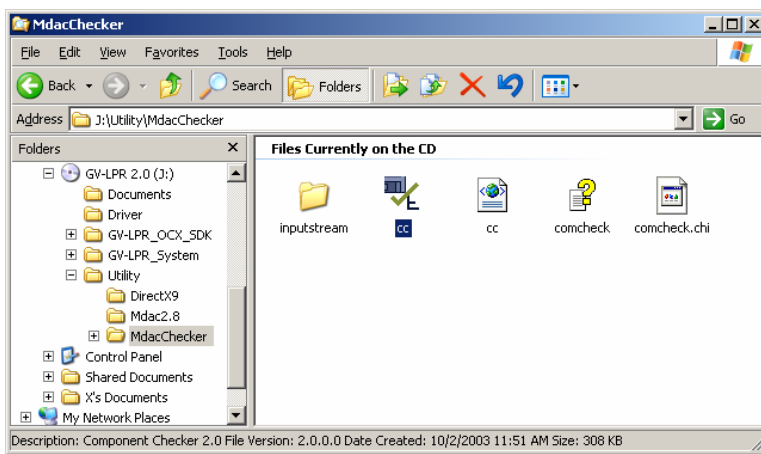 MdacChecker
File Edit View Favorites Tools Help
Back Search Folders
Address J:\Utility\MdacChecker Go
Folders
Files Currently on the CD
GV-LPR 2.0 (J:)
Documents
Driver
GV-LPR_OCX_SDK
GV-LPR_System
Utility
DirectX9
Mdac2.8
MdacChecker
Control Panel
Shared Documents
X's Documents
My Network Places
inputstream cc cc comcheck comcheck.chi
Description: Component Checker 2.0 File Version: 2.0.0.0 Date Created: 10/2/2003 11:51 AM Size: 308 KB